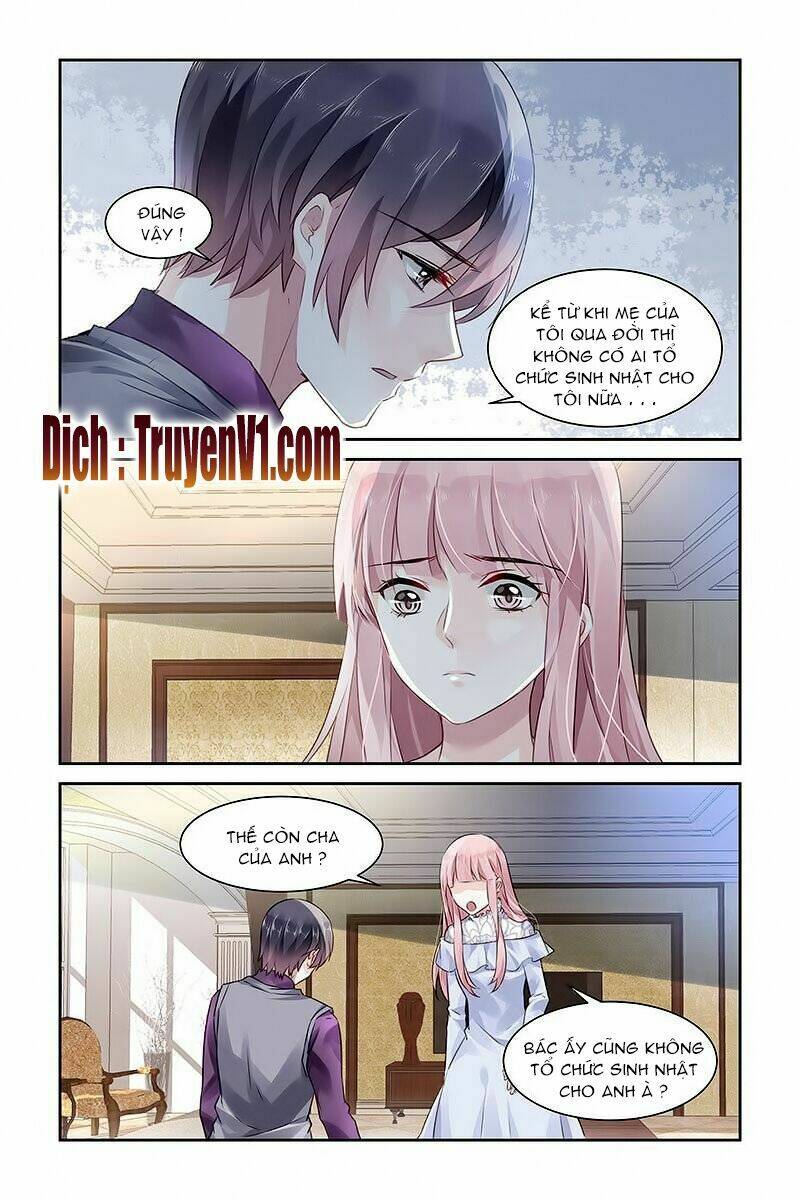 ĐÚNG
VẬY !
KỂ TỪ KHI MẸ CỦA
TÔI QUA ĐỜI THÌ
KHÔNG CÓ AI TỔ
CHỨC SINH NHẬT CHO
TÔI NỮA . . .
Dịch : TruyenV1.com
THẾ CÒN CHA
CỦA ANH ?
BÁC ẤY CŨNG KHÔNG
TỔ CHỨC SINH NHẬT
CHO ANH À ?